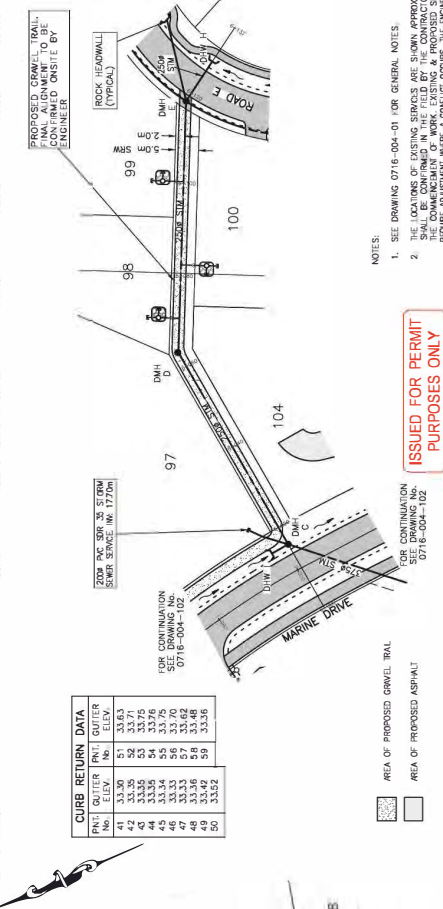 PROPOSED GRAVEL TRAIL.
FINAL ALIGNMENT TO BE
CONFIRMED ONSITE BY
ENGINEER
ROCK HEADWALL
(TYPICAL)
DMH
E
250ø
STM
DHW H
ROAD E
99
5.0m SRW
2.0m
250ø STM
98
100
DMH
D
97
104
200ø PVC SDR 35 STORM
SEWER SERVICE. INV: 1770m
FOR CONTINUATION
SEE DRAWING No.
0716-004-102
DHW
DMH
C
375ø STM
MARINE DRIVE
FOR CONTINUATION
SEE DRAWING No.
0716-004-102
CURB RETURN DATA
PNT. No. GUTTER ELEV. PNT. No. GUTTER ELEV.
41 33.30 51 33.63
42 33.35 52 33.71
43 33.35 53 33.75
44 33.35 54 33.76
45 33.34 55 33.75
46 33.33 56 33.70
47 33.33 57 33.62
48 33.36 58 33.48
49 33.42 59 33.36
50 33.52
AREA OF PROPOSED GRAVEL TRAIL
AREA OF PROPOSED ASPHALT
ISSUED FOR PERMIT
PURPOSES ONLY
NOTES:
1. SEE DRAWING 0716-004-01 FOR GENERAL NOTES.
2. THE LOCATIONS OF EXISTING SERVICES ARE SHOWN APPROX
SHALL BE CONFIRMED IN THE FIELD BY THE CONTRACTO
THE COMMENCEMENT OF WORK. EXISTING & PROPOSED SE